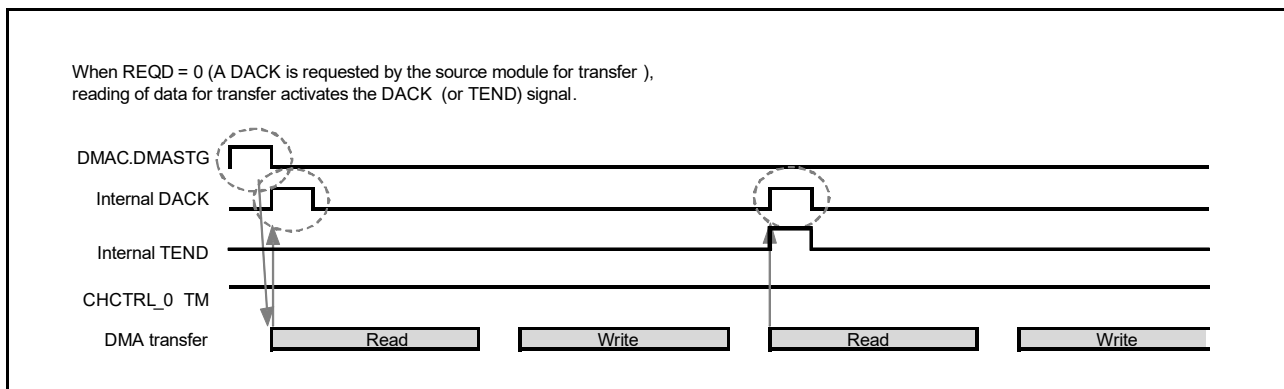 When REQD = 0 (A DACK is requested by the source module for transfer ),
reading of data for transfer activates the DACK (or TEND) signal.
DMAC.DMASTG
Internal DACK
Internal TEND
CHCTRL_0 TM
DMA transfer Read Write Read Write